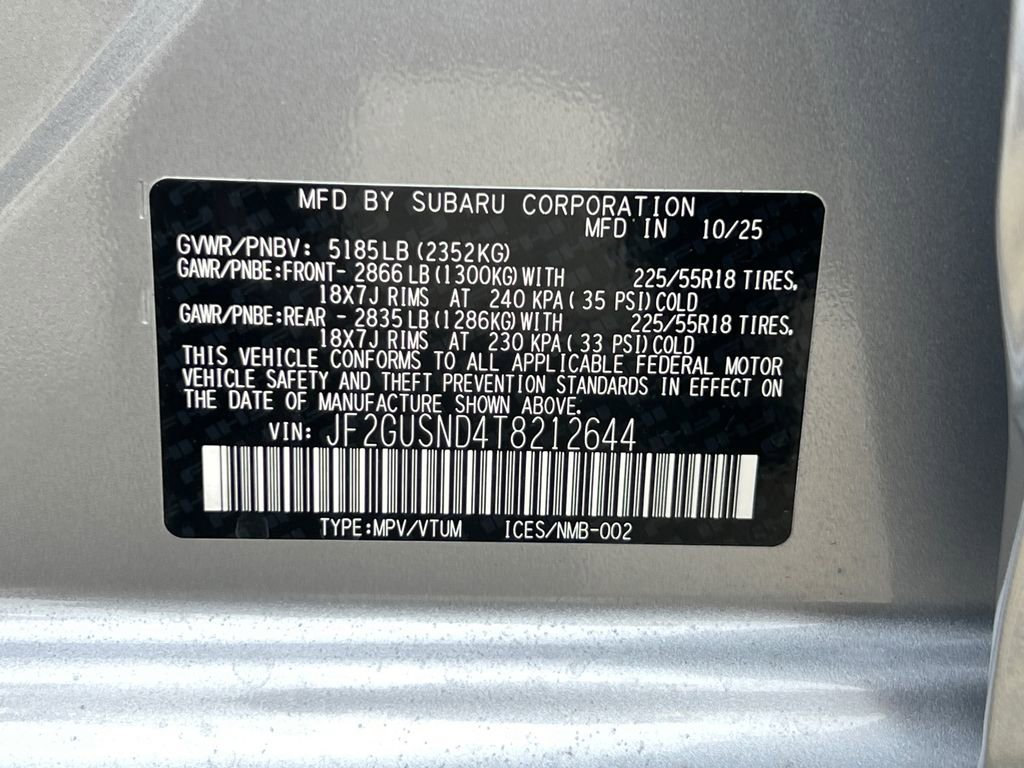 MFD BY SUBARU CORPORATION
MFD IN 10/25
GVWR/PNBV: 5185LB (2352KG)
GAWR/PNBE:FRONT- 2866 LB (1300KG) WITH 225/55R18 TIRES,
18X7J RIMS AT 240 KPA ( 35 PSI) COLD
GAWR/PNBE:REAR - 2835 LB (1286KG) WITH 225/55R18 TIRES,
18X7J RIMS AT 230 KPA ( 33 PSI) COLD
THIS VEHICLE CONFORMS TO ALL APPLICABLE FEDERAL MOTOR
VEHICLE SAFETY AND THEFT PREVENTION STANDARDS IN EFFECT ON
THE DATE OF MANUFACTURE SHOWN ABOVE.
VIN: JF2GUSND4T8212644
TYPE:MPV/VTUM ICES/NMB-002